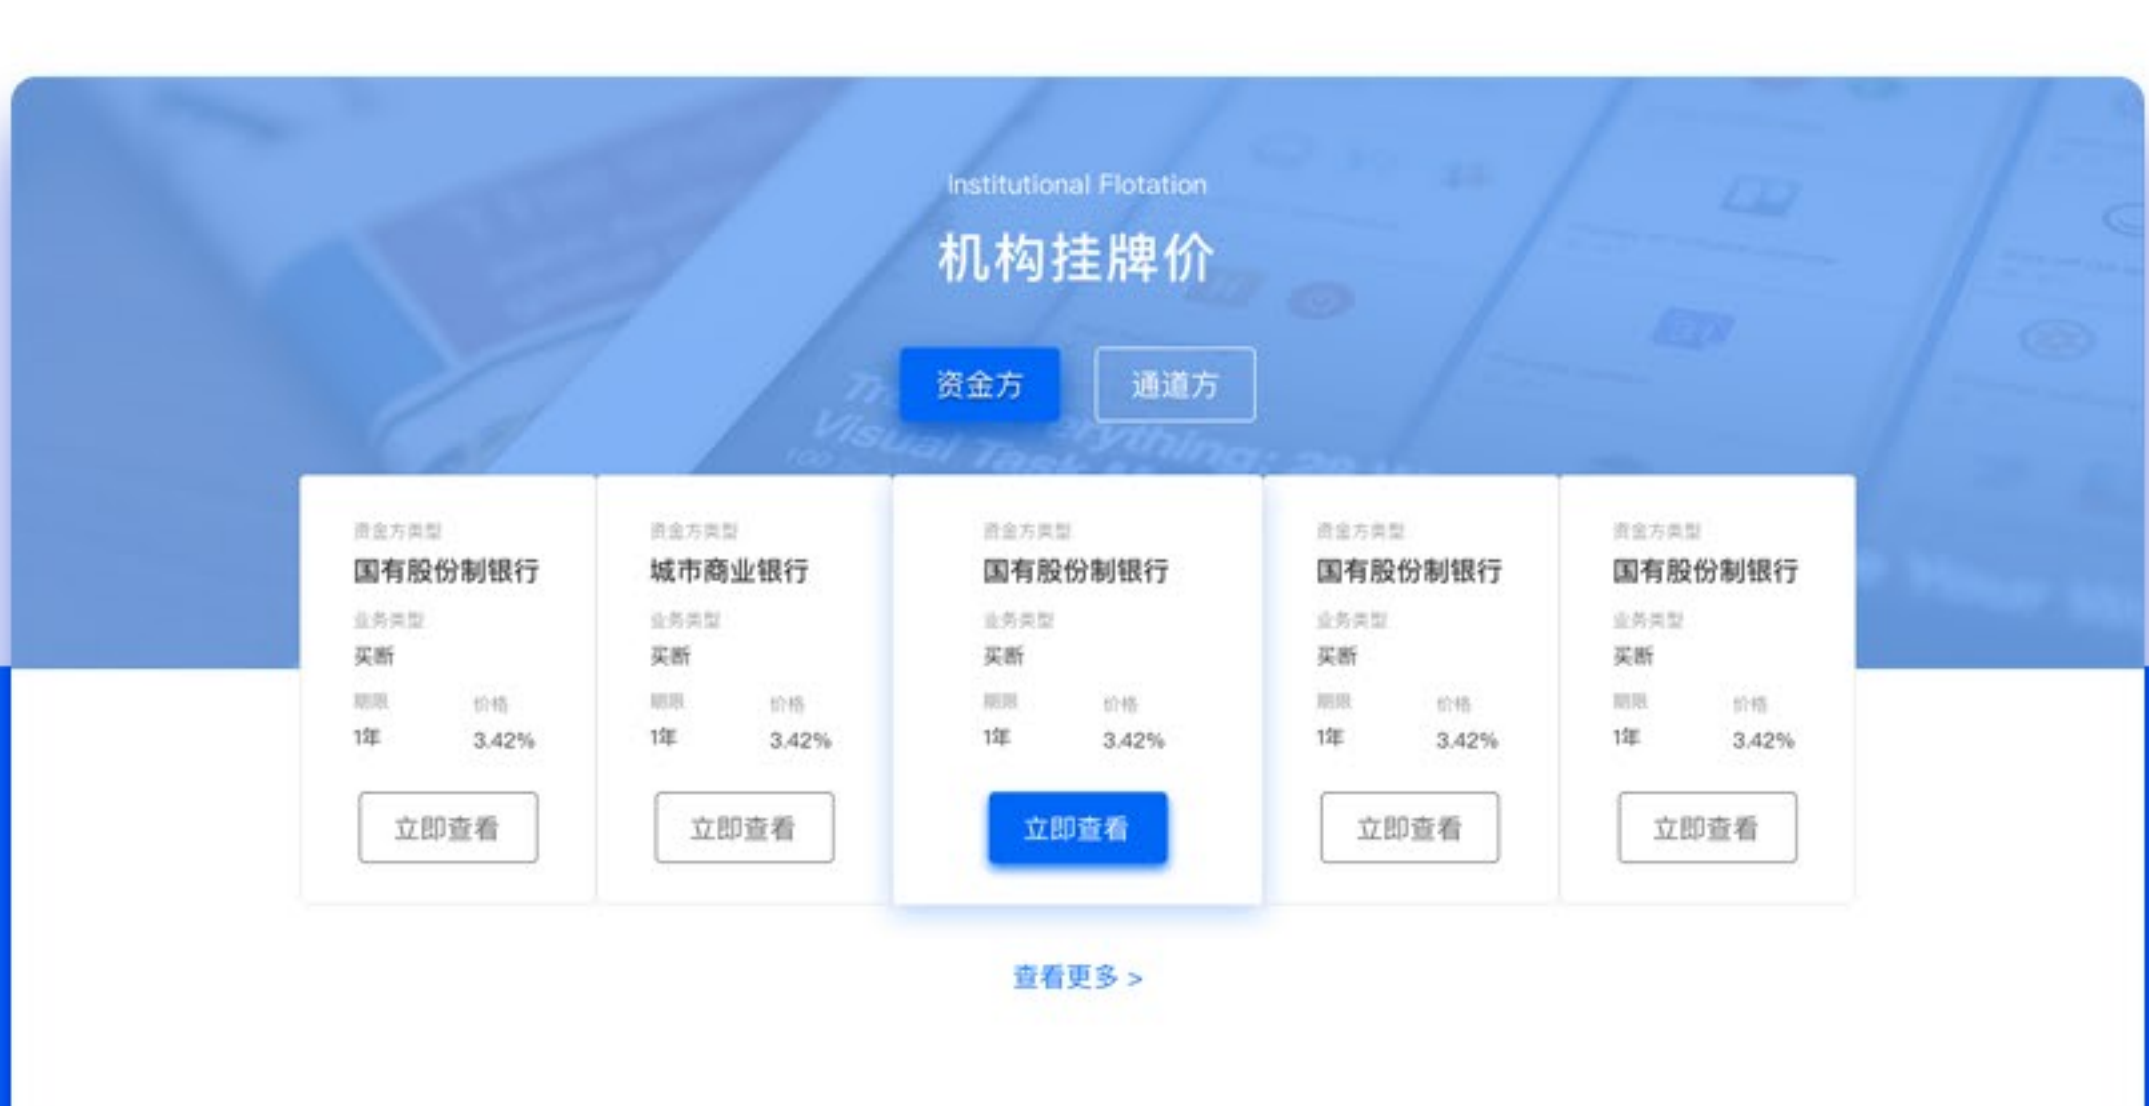 Institutional Flotation
机构挂牌价
资金方
通道方
Visual Task
资金方类型
国有股份制银行
业务类型
买断
期限 价格
1年 3.42%
立即查看
资金方类型
城市商业银行
业务类型
买断
期限 价格
1年 3.42%
立即查看
资金方类型
国有股份制银行
业务类型
买断
期限 价格
1年 3.42%
立即查看
资金方类型
国有股份制银行
业务类型
买断
期限 价格
1年 3.42%
立即查看
资金方类型
国有股份制银行
业务类型
买断
期限 价格
1年 3.42%
立即查看
查看更多 >